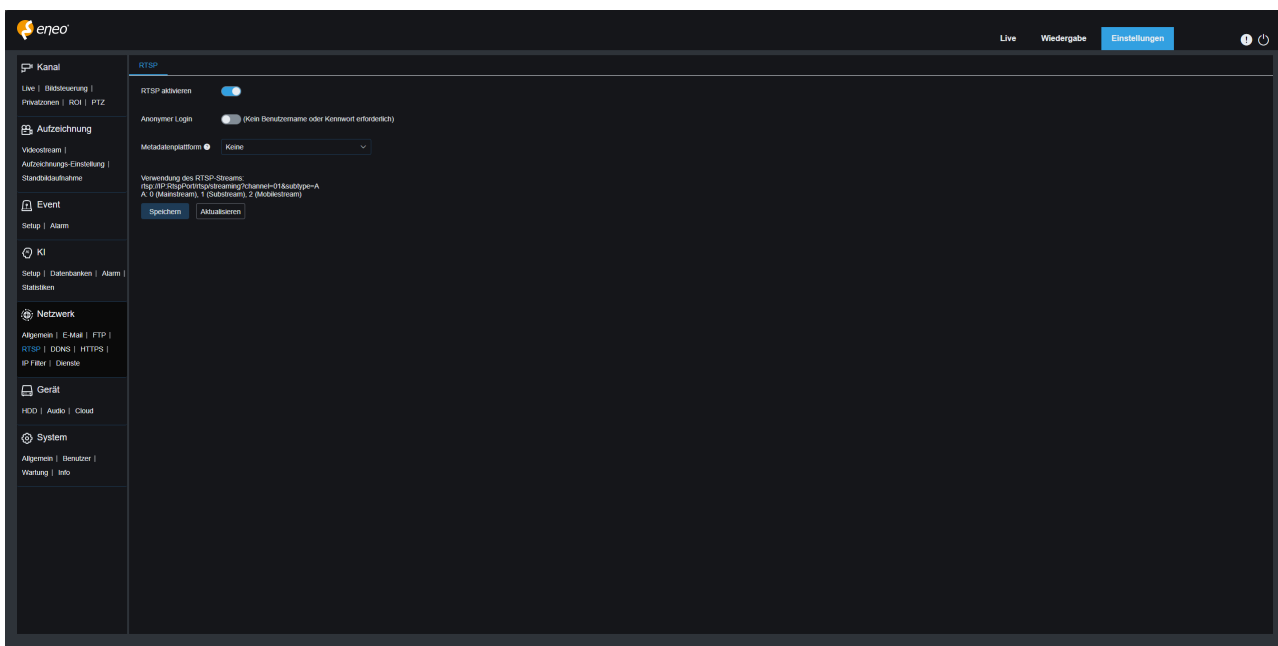 eneo
Live Wiedergabe Einstellungen
Kanal
Live | Bildsteuerung |
Privatzonen | ROI | PTZ
Aufzeichnung
Videostream |
Aufzeichnungs-Einstellung |
Standbildaufnahme
Event
Setup | Alarm
KI
Setup | Datenbanken | Alarm |
Statistiken
Netzwerk
Allgemein | E-Mail | FTP |
RTSP | DDNS | HTTPS |
IP Filter | Dienste
Gerät
HDD | Audio | Cloud
System
Allgemein | Benutzer |
Wartung | Info
RTSP
RTSP aktivieren
Anonymer Login (Kein Benutzername oder Kennwort erforderlich)
Metadatenplattform Keine
Verwendung des RTSP-Streams:
rtsp://IP:RtspPort/rtsp/streaming?channel=01&subtype=A
A: 0 (Mainstream), 1 (Substream), 2 (Mobilestream)
Speichern Aktualisieren